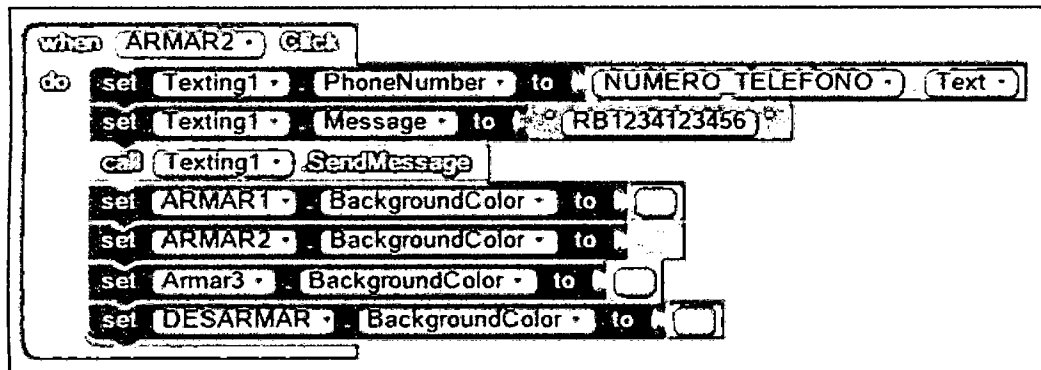 when ARMAR2 Click
do set Texting1 . PhoneNumber to NUMERO_TELEFONO . Text
set Texting1 . Message to "RB1234123456"
call Texting1 .SendMessage
set ARMAR1 . BackgroundColor to
set ARMAR2 . BackgroundColor to
set Armar3 . BackgroundColor to
set DESARMAR . BackgroundColor to